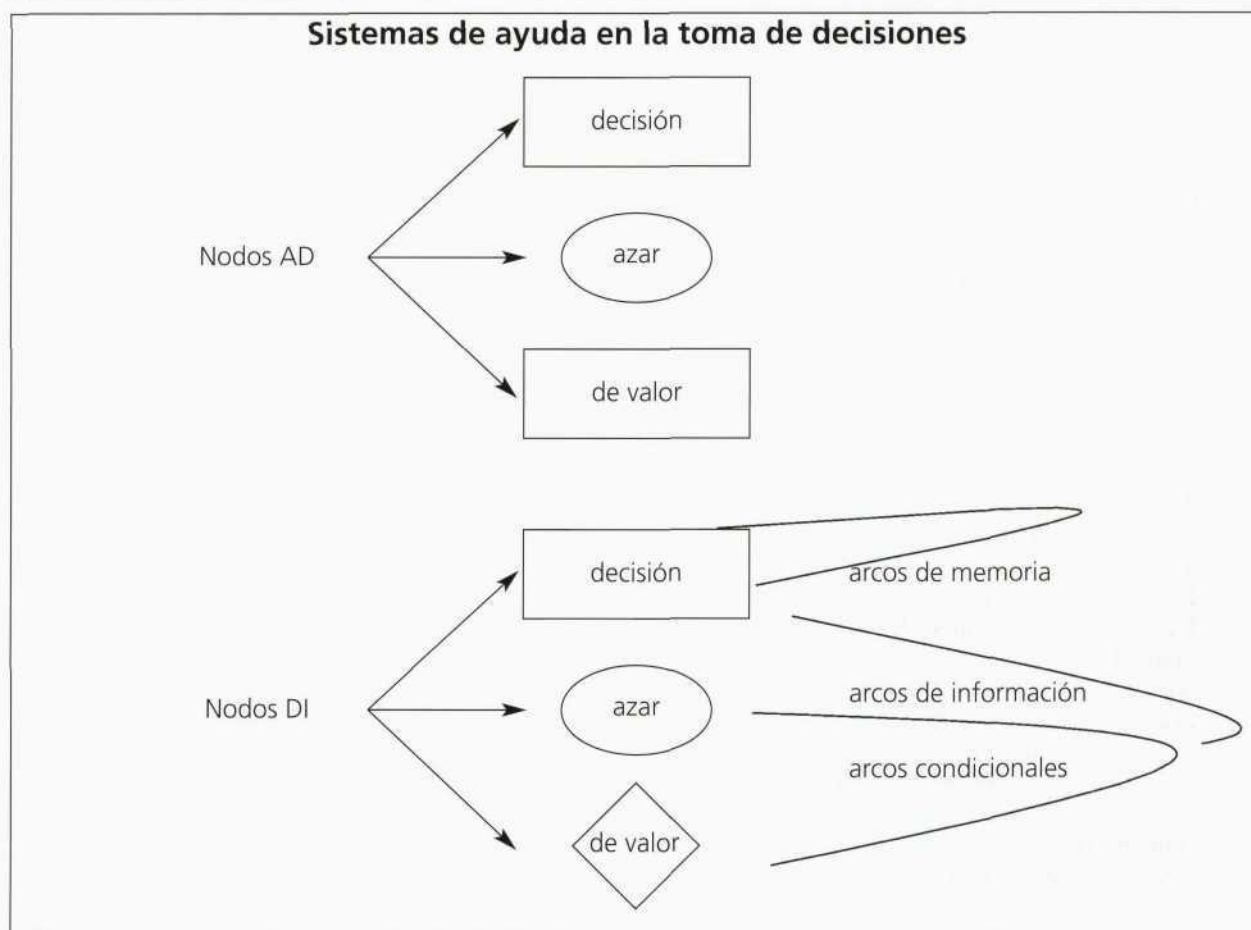 Sistemas de ayuda en la toma de decisiones
decisión
Nodos AD
azar
de valor
decisión
arcos de memoria
arcos de información
Nodos DI
azar
arcos condicionales
de valor